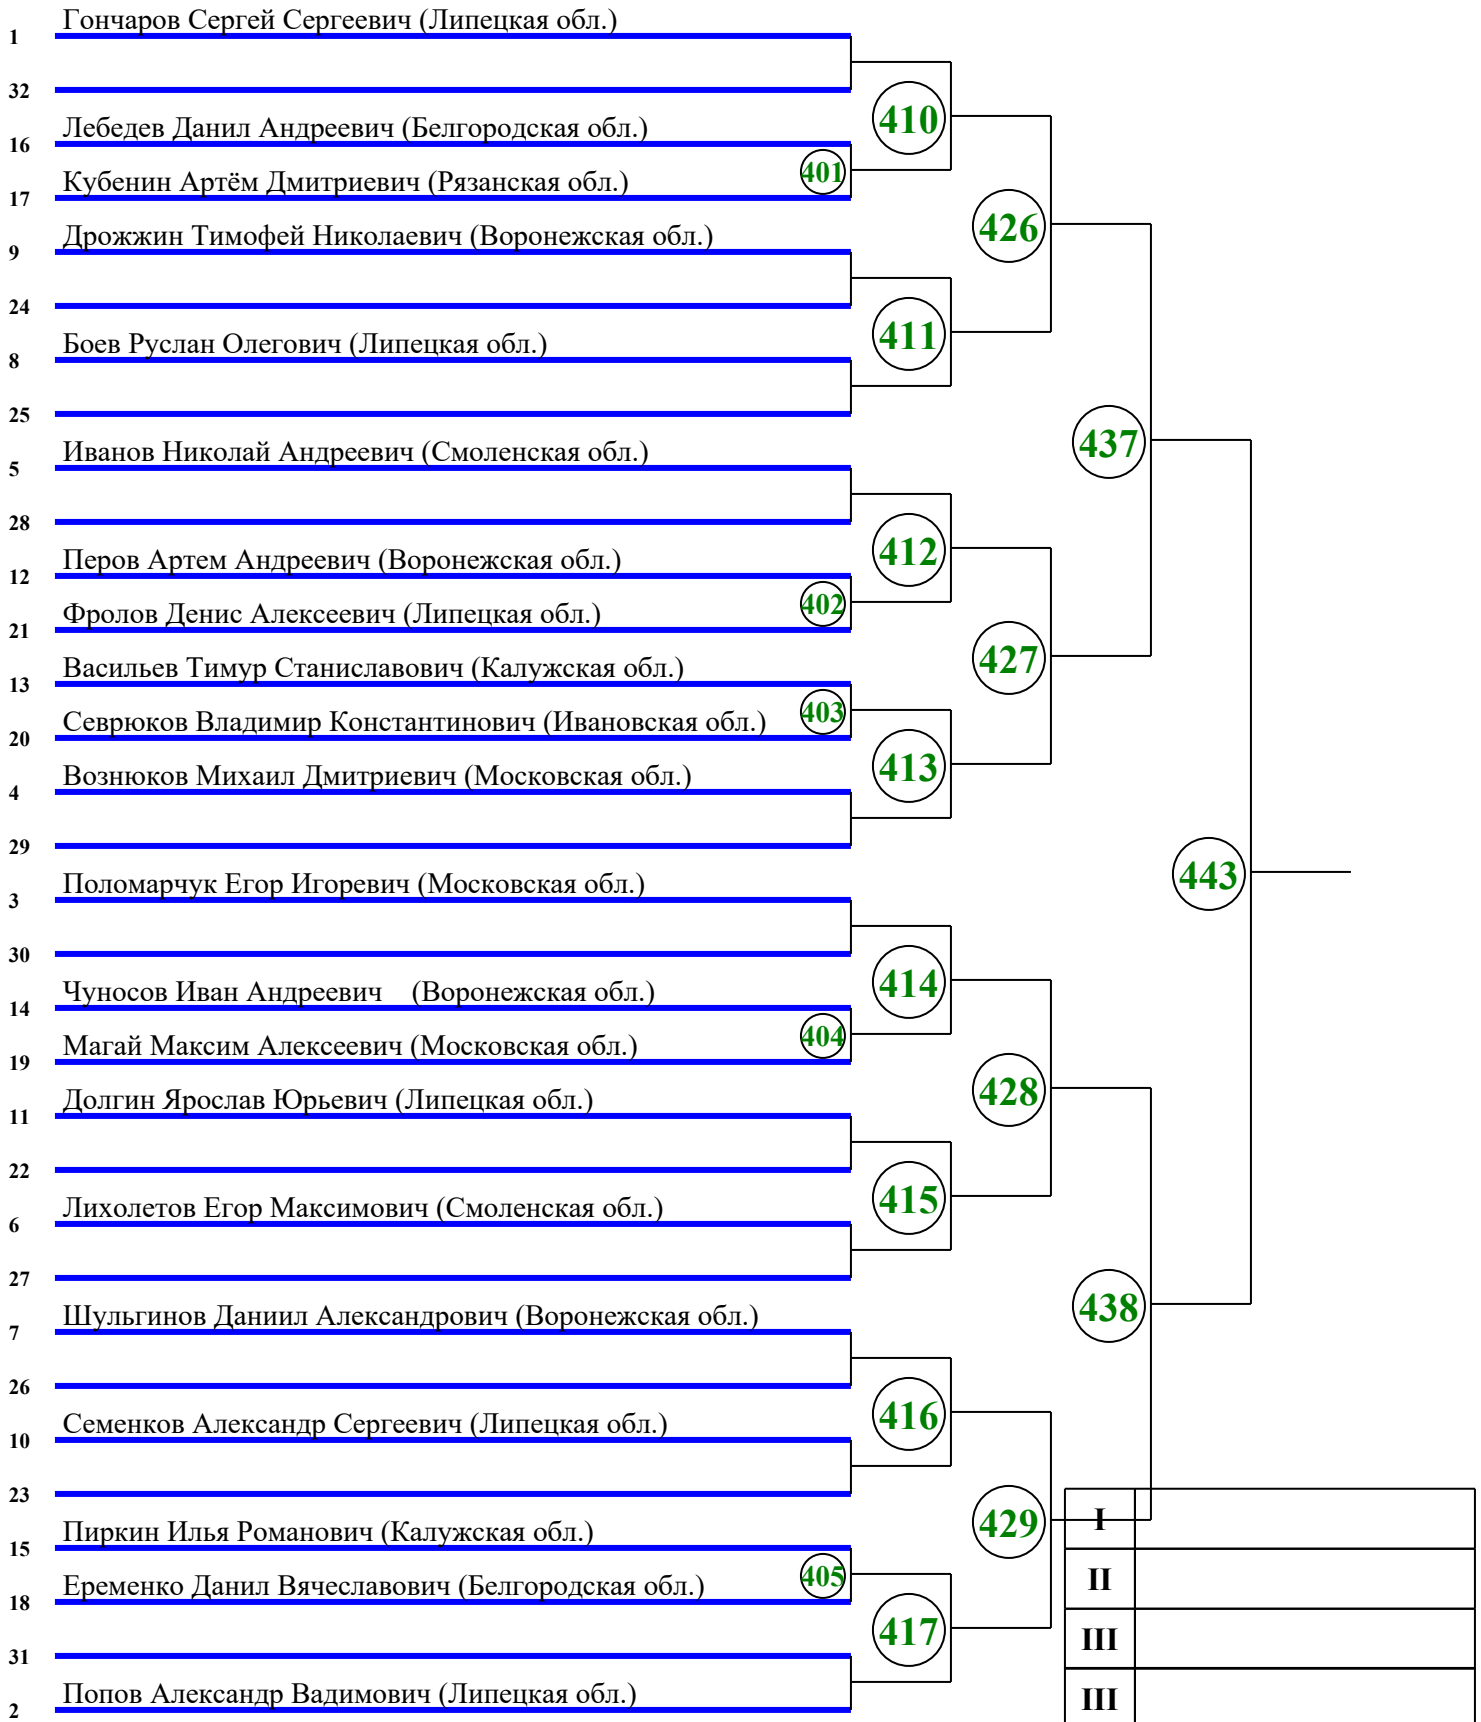 Гончаров Сергей Сергеевич (Липецкая обл.)
1
32
410
Лебедев Данил Андреевич (Белгородская обл.)
16
401
Кубенин Артём Дмитриевич (Рязанская обл.)
17
426
Дрожжин Тимофей Николаевич (Воронежская обл.)
9
24
411
Боев Руслан Олегович (Липецкая обл.)
8
25
437
Иванов Николай Андреевич (Смоленская обл.)
5
28
412
Перов Артем Андреевич (Воронежская обл.)
12
402
Фролов Денис Алексеевич (Липецкая обл.)
21
427
Васильев Тимур Станиславович (Калужская обл.)
13
403
Севрюков Владимир Константинович (Ивановская обл.)
20
413
Вознюков Михаил Дмитриевич (Московская обл.)
4
29
443
Поломарчук Егор Игоревич (Московская обл.)
3
30
414
Чуносов Иван Андреевич (Воронежская обл.)
14
404
Магай Максим Алексеевич (Московская обл.)
19
428
Долгин Ярослав Юрьевич (Липецкая обл.)
11
22
415
Лихолетов Егор Максимович (Смоленская обл.)
6
27
438
Шульгинов Даниил Александрович (Воронежская обл.)
7
26
416
Семенков Александр Сергеевич (Липецкая обл.)
10
23
429
I
Пиркин Илья Романович (Калужская обл.)
15
405
II
Еременко Данил Вячеславович (Белгородская обл.)
18
417
III
31
Попов Александр Вадимович (Липецкая обл.)
2
III